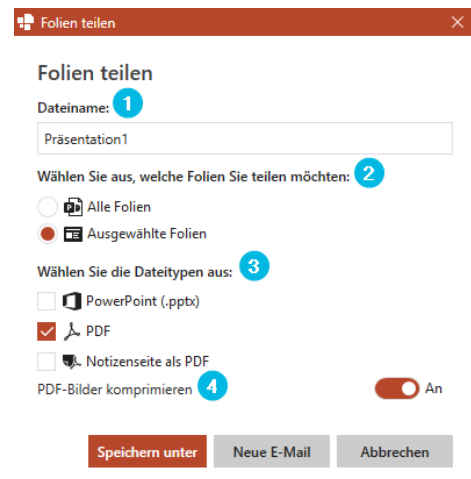 Folien teilen
Folien teilen
Dateiname: 1
Präsentation1
Wählen Sie aus, welche Folien Sie teilen möchten: 2
Alle Folien
Ausgewählte Folien
Wählen Sie die Dateitypen aus: 3
PowerPoint (.pptx)
PDF
Notizenseite als PDF
PDF-Bilder komprimieren 4 An
Speichern unter Neue E-Mail Abbrechen